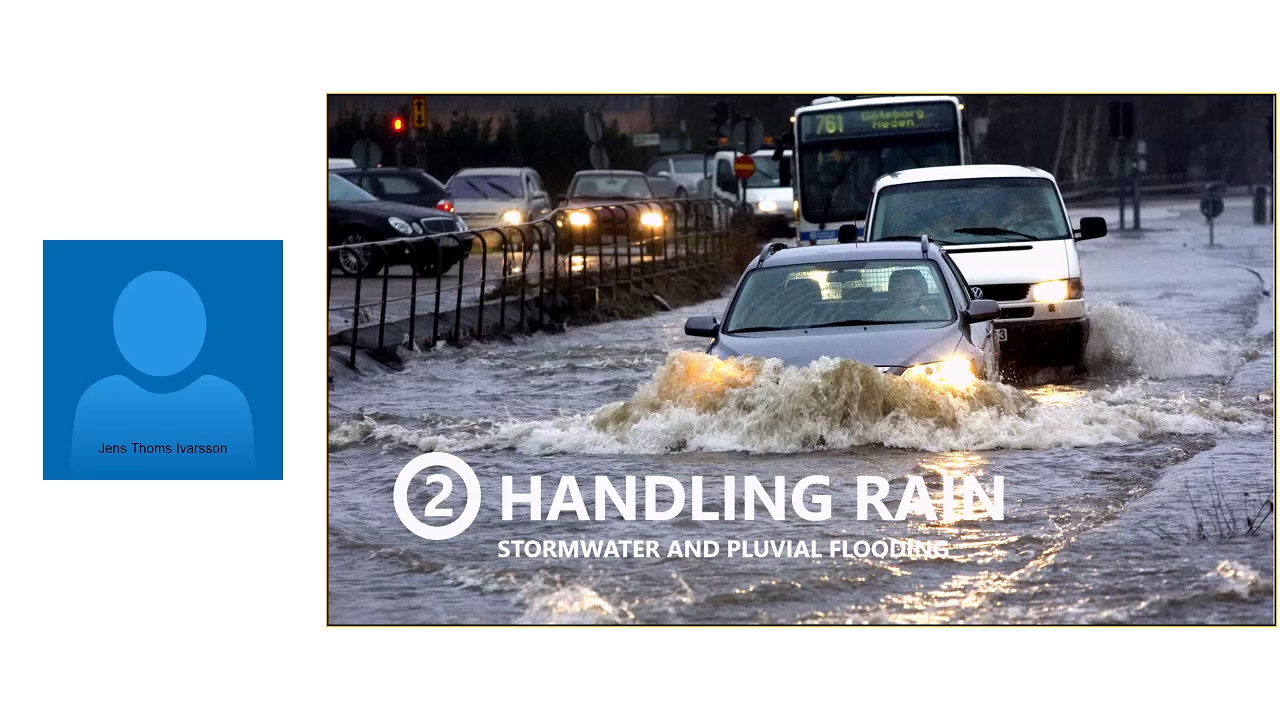 761 Göteborg
Heden
Jens Thoms Ivarsson
2 HANDLING RAIN
STORMWATER AND PLUVIAL FLOODING